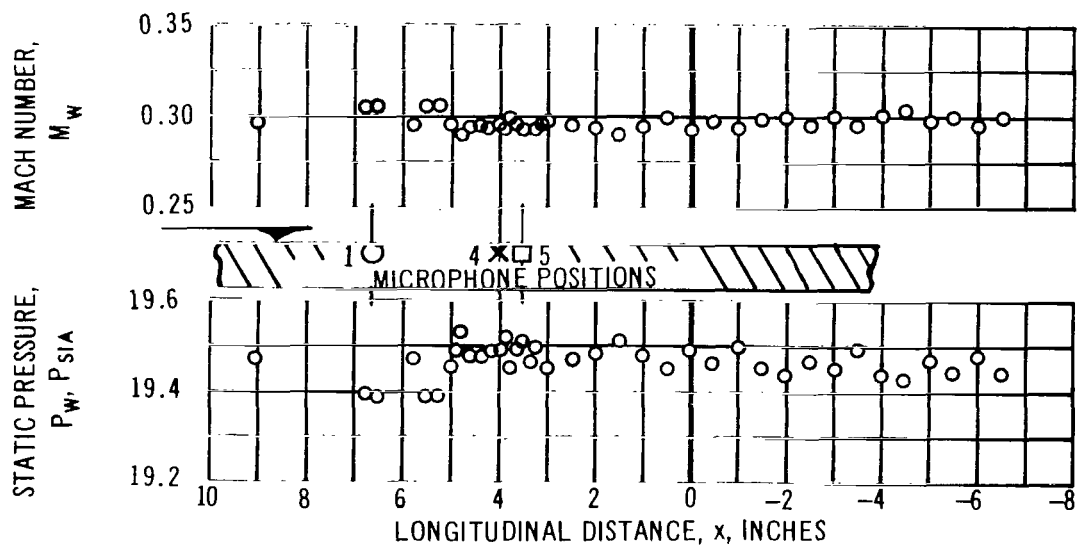 MACH NUMBER,
M_w
0.35
0.30
0.25
1
4
5
MICROPHONE POSITIONS
STATIC PRESSURE,
P_w, P_SIA
19.6
19.4
19.2
10 8 6 4 2 0 -2 -4 -6 -8
LONGITUDINAL DISTANCE, x, INCHES